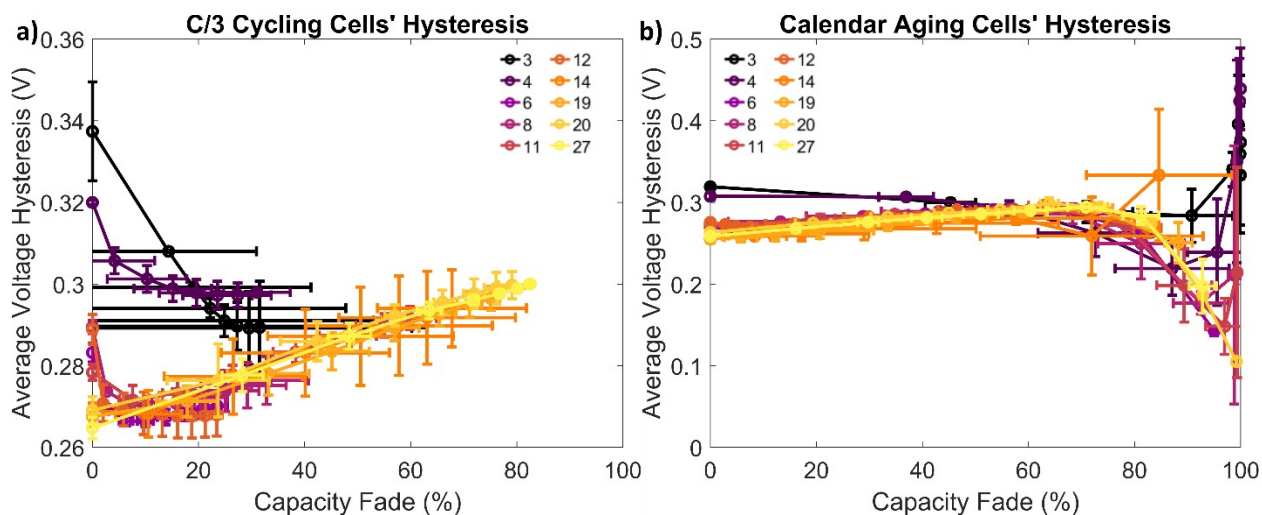 a)
C/3 Cycling Cells' Hysteresis
Average Voltage Hysteresis (V)
0.36
0.34
0.32
0.3
0.28
0.26
3 12
4 14
6 19
8 20
11 27
0 20 40 60 80 100
Capacity Fade (%)
b)
Calendar Aging Cells' Hysteresis
Average Voltage Hysteresis (V)
0.5
0.4
0.3
0.2
0.1
0
3 12
4 14
6 19
8 20
11 27
0 20 40 60 80 100
Capacity Fade (%)